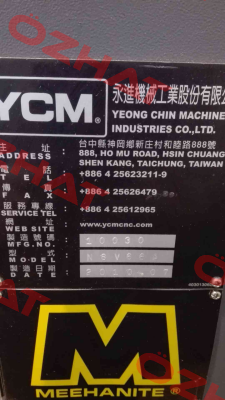 YCM®
永進機械工業股份有限公
YEONG CHIN MACHINE
INDUSTRIES CO.,LTD.
地址 ADDRESS 台中縣神岡鄉新庄村和睦路888號
888, HO MU ROAD, HSIN CHUANG
SHEN KANG, TAICHUNG, TAIWAN
電話 TEL +886 4 25623211-9
傳真 FAX +886 4 25626479
服務專線 SERVICE TEL +886 4 25612965
網站 WEB SITE www.ycmcnc.com
製造號碼 MFG.NO.
型式 MODEL
製造日期 DATE
M
MEEHANITE®
OZHAT